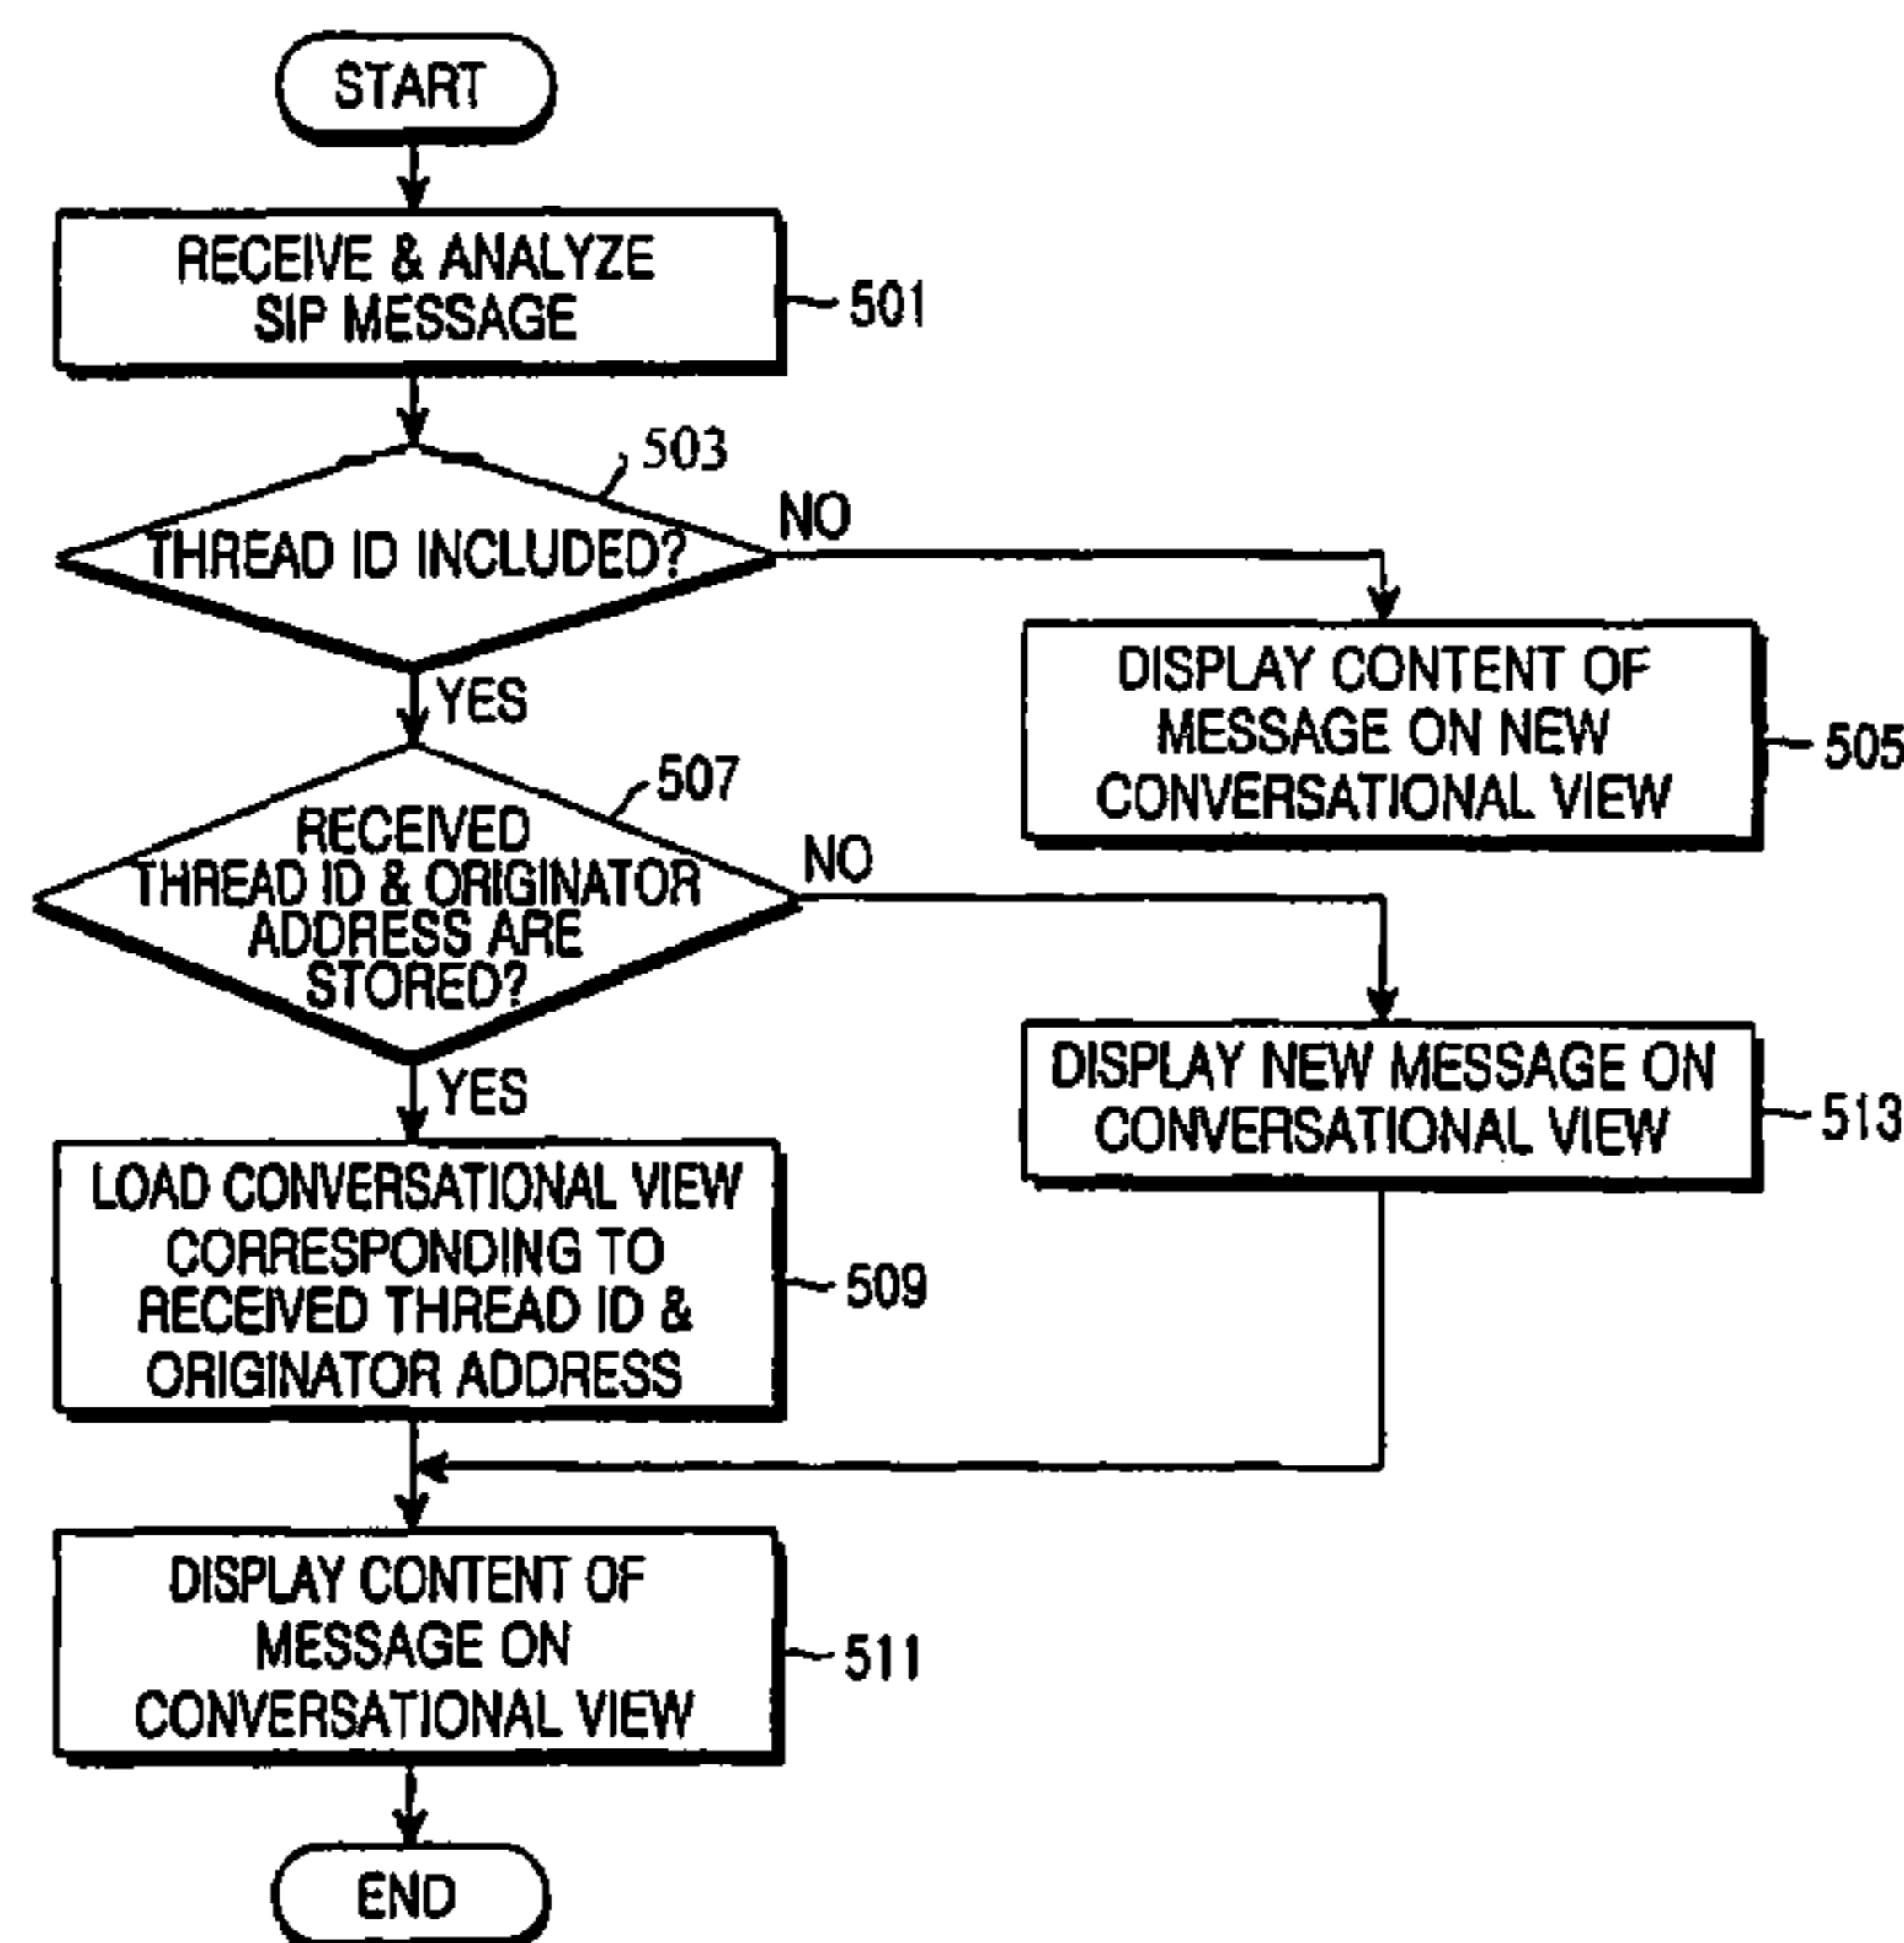 START
RECEIVE & ANALYZE
SIP MESSAGE
501
503
THREAD ID INCLUDED?
NO
YES
DISPLAY CONTENT OF
MESSAGE ON NEW
CONVERSATIONAL VIEW
505
507
RECEIVED
THREAD ID & ORIGINATOR
ADDRESS ARE
STORED?
NO
YES
DISPLAY NEW MESSAGE ON
CONVERSATIONAL VIEW
513
LOAD CONVERSATIONAL VIEW
CORRESPONDING TO
RECEIVED THREAD ID &
ORIGINATOR ADDRESS
509
DISPLAY CONTENT OF
MESSAGE ON
CONVERSATIONAL VIEW
511
END